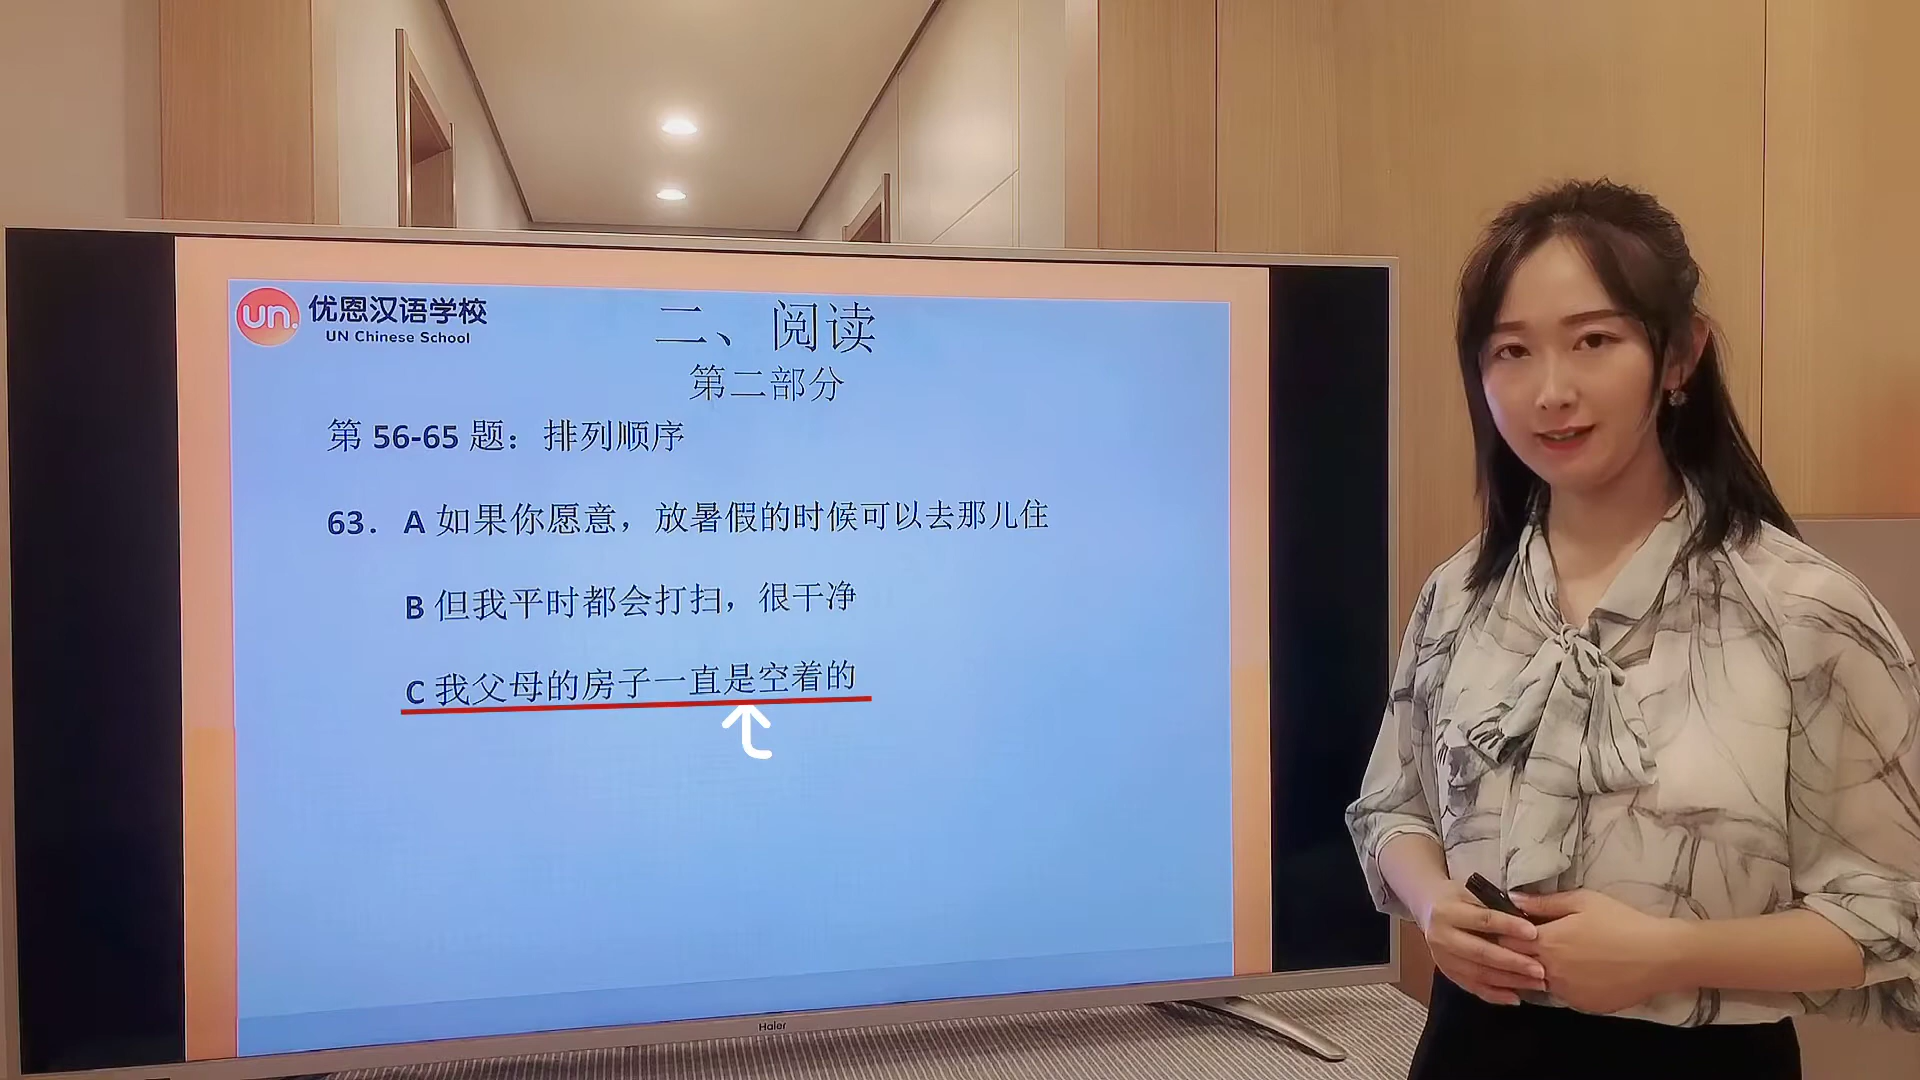 un.
优恩汉语学校
UN Chinese School
二、阅读
第二部分
第 56-65 题：排列顺序
63. A 如果你愿意，放暑假的时候可以去那儿住
B 但我平时都会打扫，很干净
C 我父母的房子一直是空着的
Haier